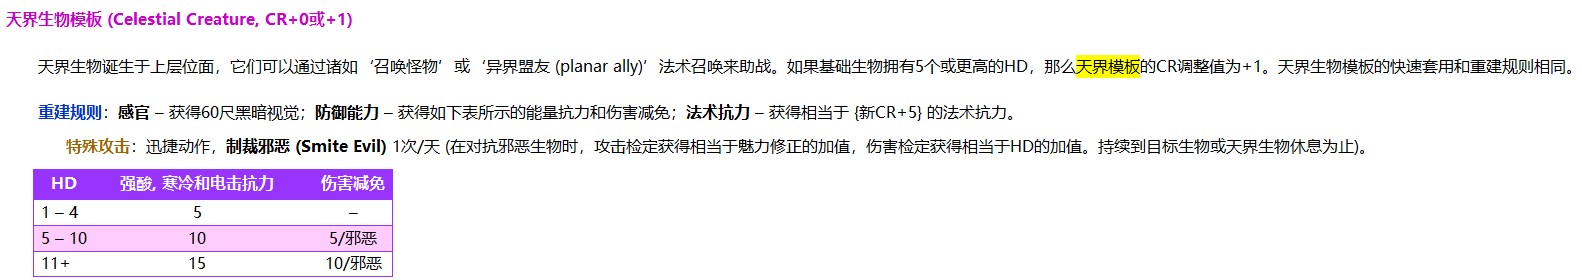 天界生物模板 (Celestial Creature, CR+0或+1)
天界生物诞生于上层位面，它们可以通过诸如‘召唤怪物’或‘异界盟友 (planar ally)’法术召唤来助战。如果基础生物拥有5个或更高的HD，那么天界模板的CR调整值为+1。天界生物模板的快速套用和重建规则相同。
重建规则：感官 – 获得60尺黑暗视觉；防御能力 – 获得如下表所示的能量抗力和伤害减免；法术抗力 – 获得相当于 {新CR+5} 的法术抗力。
特殊攻击：迅捷动作，制裁邪恶 (Smite Evil) 1次/天 (在对抗邪恶生物时，攻击检定获得相当于魅力修正的加值，伤害检定获得相当于HD的加值。持续到目标生物或天界生物休息为止)。
HD 强酸, 寒冷和电击抗力 伤害减免
1 – 4 5 –
5 – 10 10 5/邪恶
11+ 15 10/邪恶